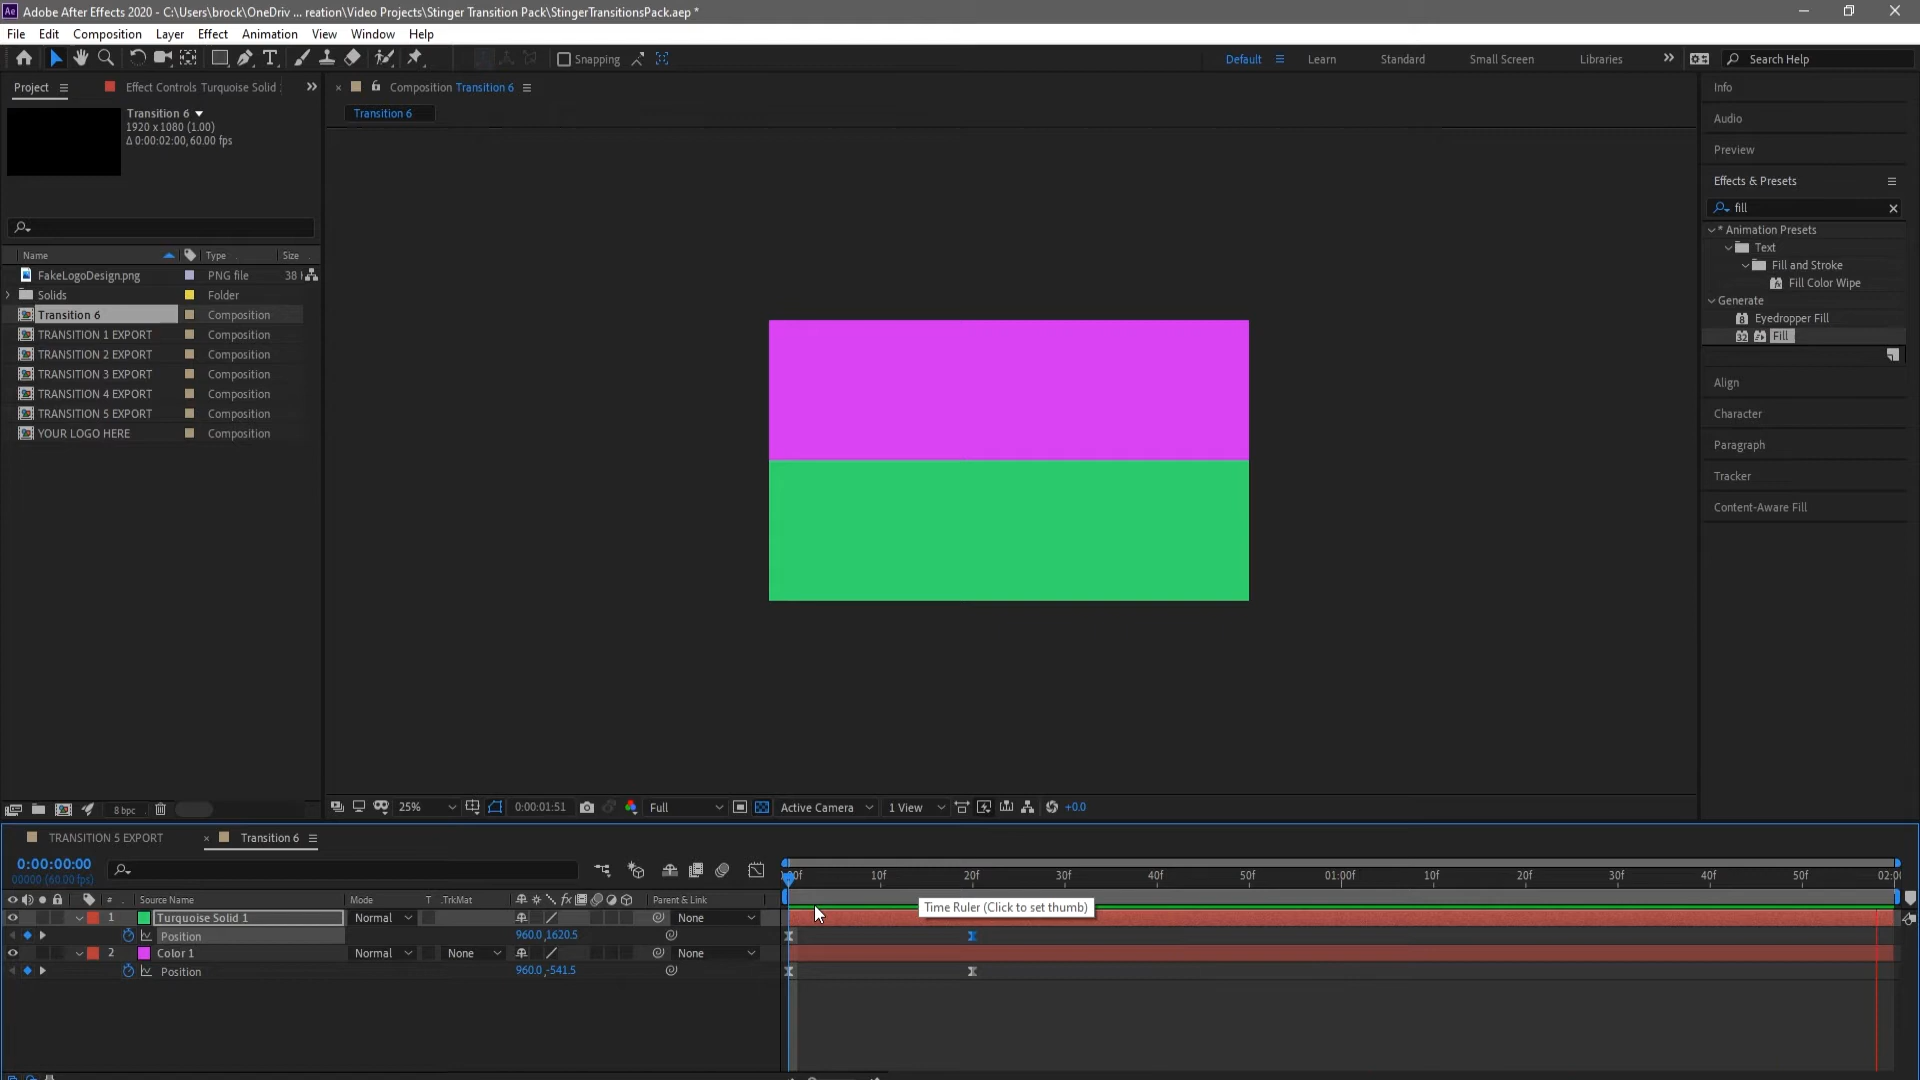 Ae Adobe After Effects 2020 - C:\Users\brock\OneDriv ... reation\Video Projects\Stinger Transition Pack\StingerTransitionsPack.aep *
File Edit Composition Layer Effect Animation View Window Help
Snapping Default Learn Standard Small Screen Libraries Search Help
Project Effect Controls Turquoise Solid Composition Transition 6
Transition 6
Transition 6
1920 x 1080 (1.00)
Δ 0:00:02:00, 60.00 fps
Name Type Size
FakeLogoDesign.png PNG file 38
Solids Folder
Transition 6 Composition
TRANSITION 1 EXPORT Composition
TRANSITION 2 EXPORT Composition
TRANSITION 3 EXPORT Composition
TRANSITION 4 EXPORT Composition
TRANSITION 5 EXPORT Composition
YOUR LOGO HERE Composition
Info
Audio
Preview
Effects & Presets
fill
* Animation Presets
Text
Fill and Stroke
Fill Color Wipe
Generate
Eyedropper Fill
32 Fill
Align
Character
Paragraph
Tracker
Content-Aware Fill
8 bpc
25% 0:00:01:51 Full Active Camera 1 View +0.0
TRANSITION 5 EXPORT Transition 6
0:00:00:00
00000 (60.00 fps)
# Source Name Mode T .TrkMat fx Parent & Link
1 Turquoise Solid 1 Normal None
Position 960.0,1620.5
2 Color 1 Normal None None
Position 960.0,-541.5
:00f 10f 20f 30f 40f 50f 01:00f 10f 20f 30f 40f 50f 02:00
Time Ruler (Click to set thumb)